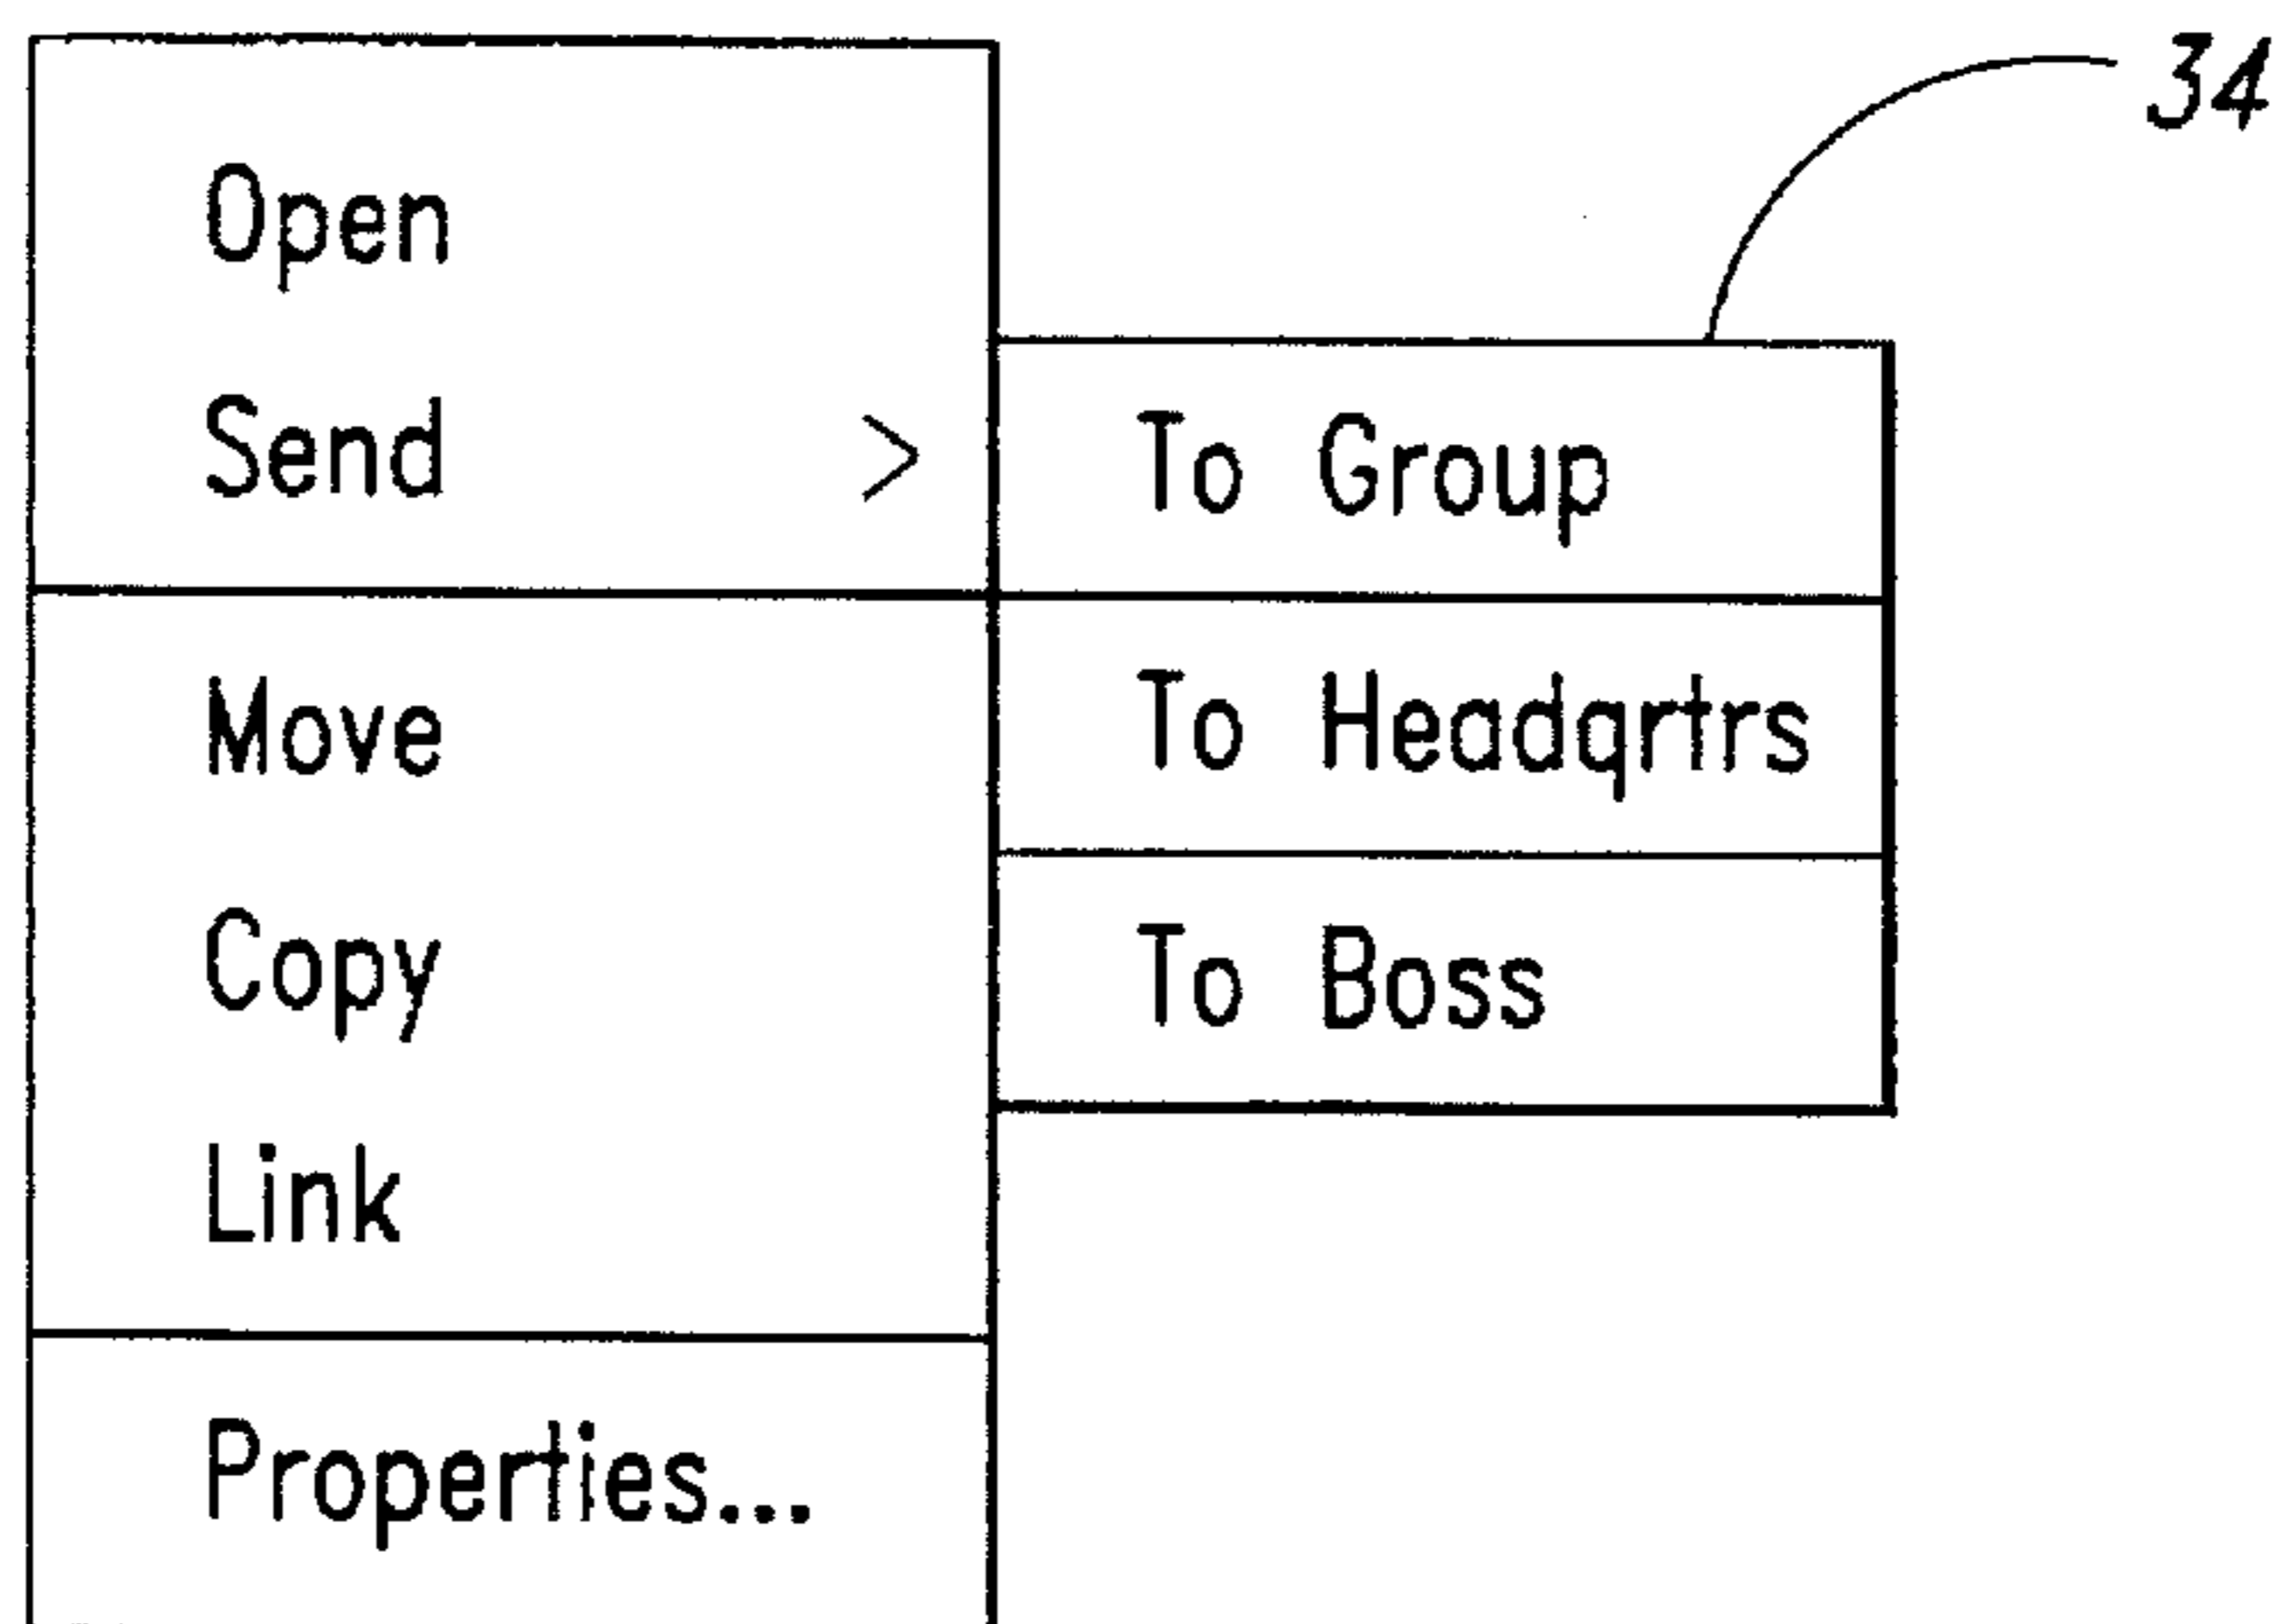 34
Open
Send >
To Group
Move
To Headqrtrs
Copy
To Boss
Link
Properties...